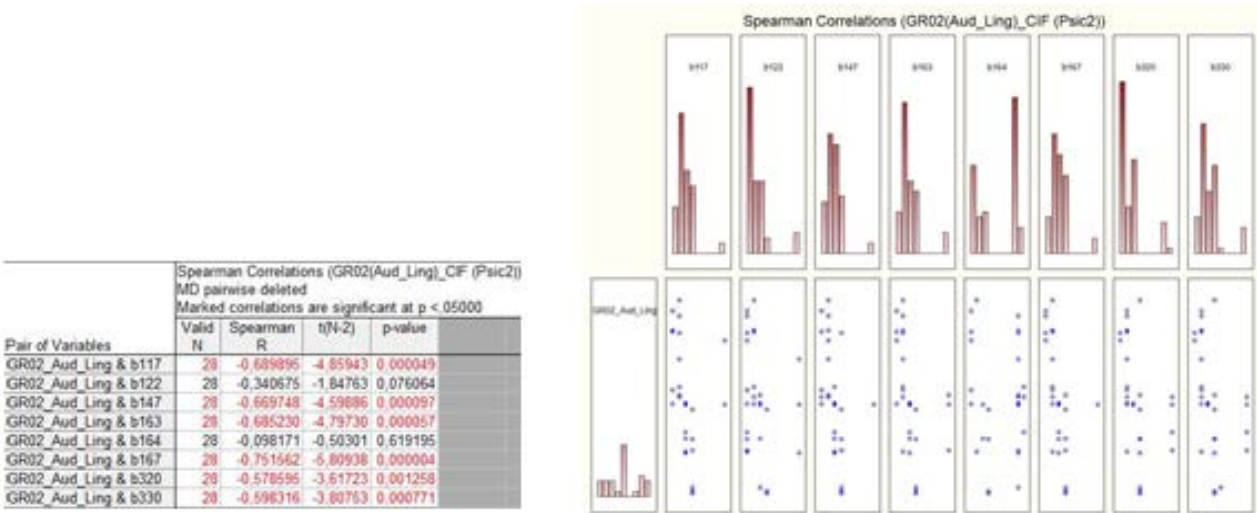 Spearman Correlations (GR02(Aud_Ling)_CIF (Psic2))
MD pairwise deleted
Marked correlations are significant at p <,05000
Pair of Variables Valid N Spearman R t(N-2) p-value
GR02_Aud_Ling & b117 28 -0,689895 -4,85943 0,000049
GR02_Aud_Ling & b122 28 -0,340675 -1,84763 0,076064
GR02_Aud_Ling & b147 28 -0,669748 -4,59886 0,000097
GR02_Aud_Ling & b163 28 -0,685230 -4,79730 0,000057
GR02_Aud_Ling & b164 28 -0,098171 -0,50301 0,619195
GR02_Aud_Ling & b167 28 -0,751562 -5,80938 0,000004
GR02_Aud_Ling & b320 28 -0,578595 -3,61723 0,001258
GR02_Aud_Ling & b330 28 -0,598316 -3,80753 0,000771
Spearman Correlations (GR02(Aud_Ling)_CIF (Psic2))
b117 b122 b147 b163 b164 b167 b320 b330
GR02_Aud_Ling